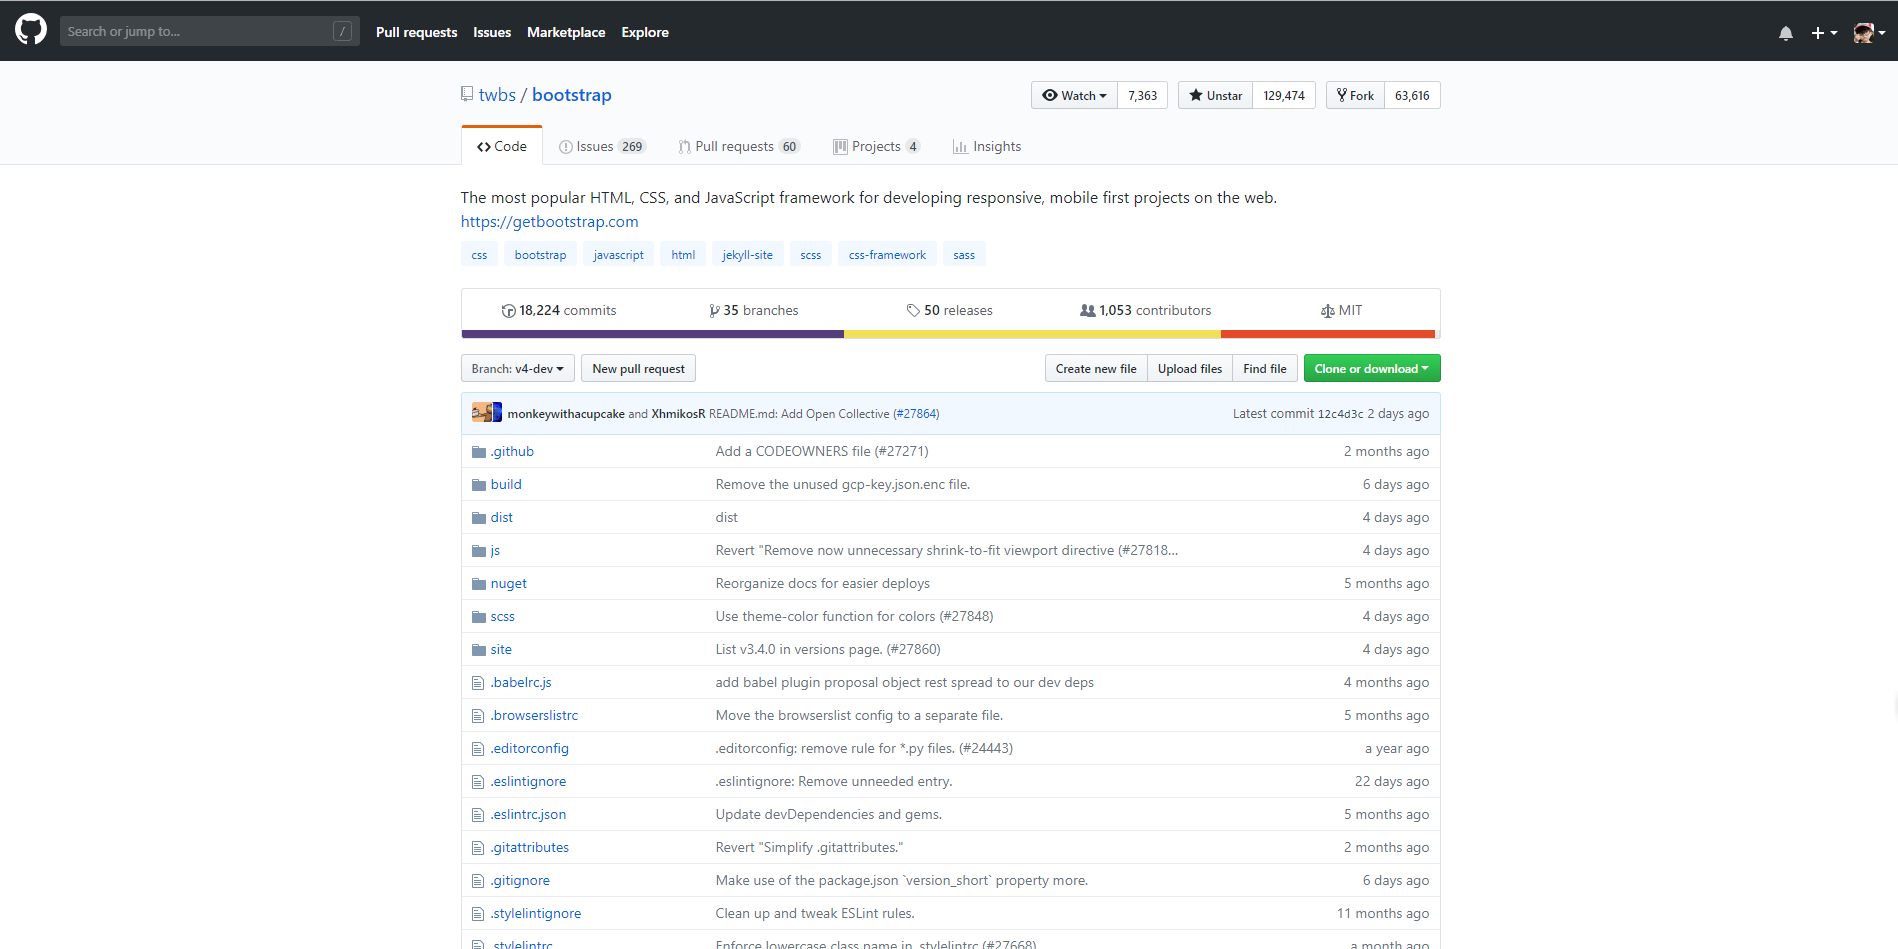 Search or jump to... / Pull requests Issues Marketplace Explore
twbs / bootstrap Watch 7,363 Unstar 129,474 Fork 63,616
Code Issues 269 Pull requests 60 Projects 4 Insights
The most popular HTML, CSS, and JavaScript framework for developing responsive, mobile first projects on the web.
https://getbootstrap.com
css bootstrap javascript html jekyll-site scss css-framework sass
18,224 commits 35 branches 50 releases 1,053 contributors MIT
Branch: v4-dev New pull request Create new file Upload files Find file Clone or download
monkeywithacupcake and XhmikosR README.md: Add Open Collective (#27864) Latest commit 12c4d3c 2 days ago
.github Add a CODEOWNERS file (#27271) 2 months ago
build Remove the unused gcp-key.json.enc file. 6 days ago
dist dist 4 days ago
js Revert "Remove now unnecessary shrink-to-fit viewport directive (#27818... 4 days ago
nuget Reorganize docs for easier deploys 5 months ago
scss Use theme-color function for colors (#27848) 4 days ago
site List v3.4.0 in versions page. (#27860) 4 days ago
.babelrc.js add babel plugin proposal object rest spread to our dev deps 4 months ago
.browserslistrc Move the browserslist config to a separate file. 5 months ago
.editorconfig .editorconfig: remove rule for *.py files. (#24443) a year ago
.eslintignore .eslintignore: Remove unneeded entry. 22 days ago
.eslintrc.json Update devDependencies and gems. 5 months ago
.gitattributes Revert "Simplify .gitattributes." 2 months ago
.gitignore Make use of the package.json `version_short` property more. 6 days ago
.stylelintignore Clean up and tweak ESLint rules. 11 months ago
.stylelintrc Enforce lowercase class name in .stylelintrc (#27668) a month ago